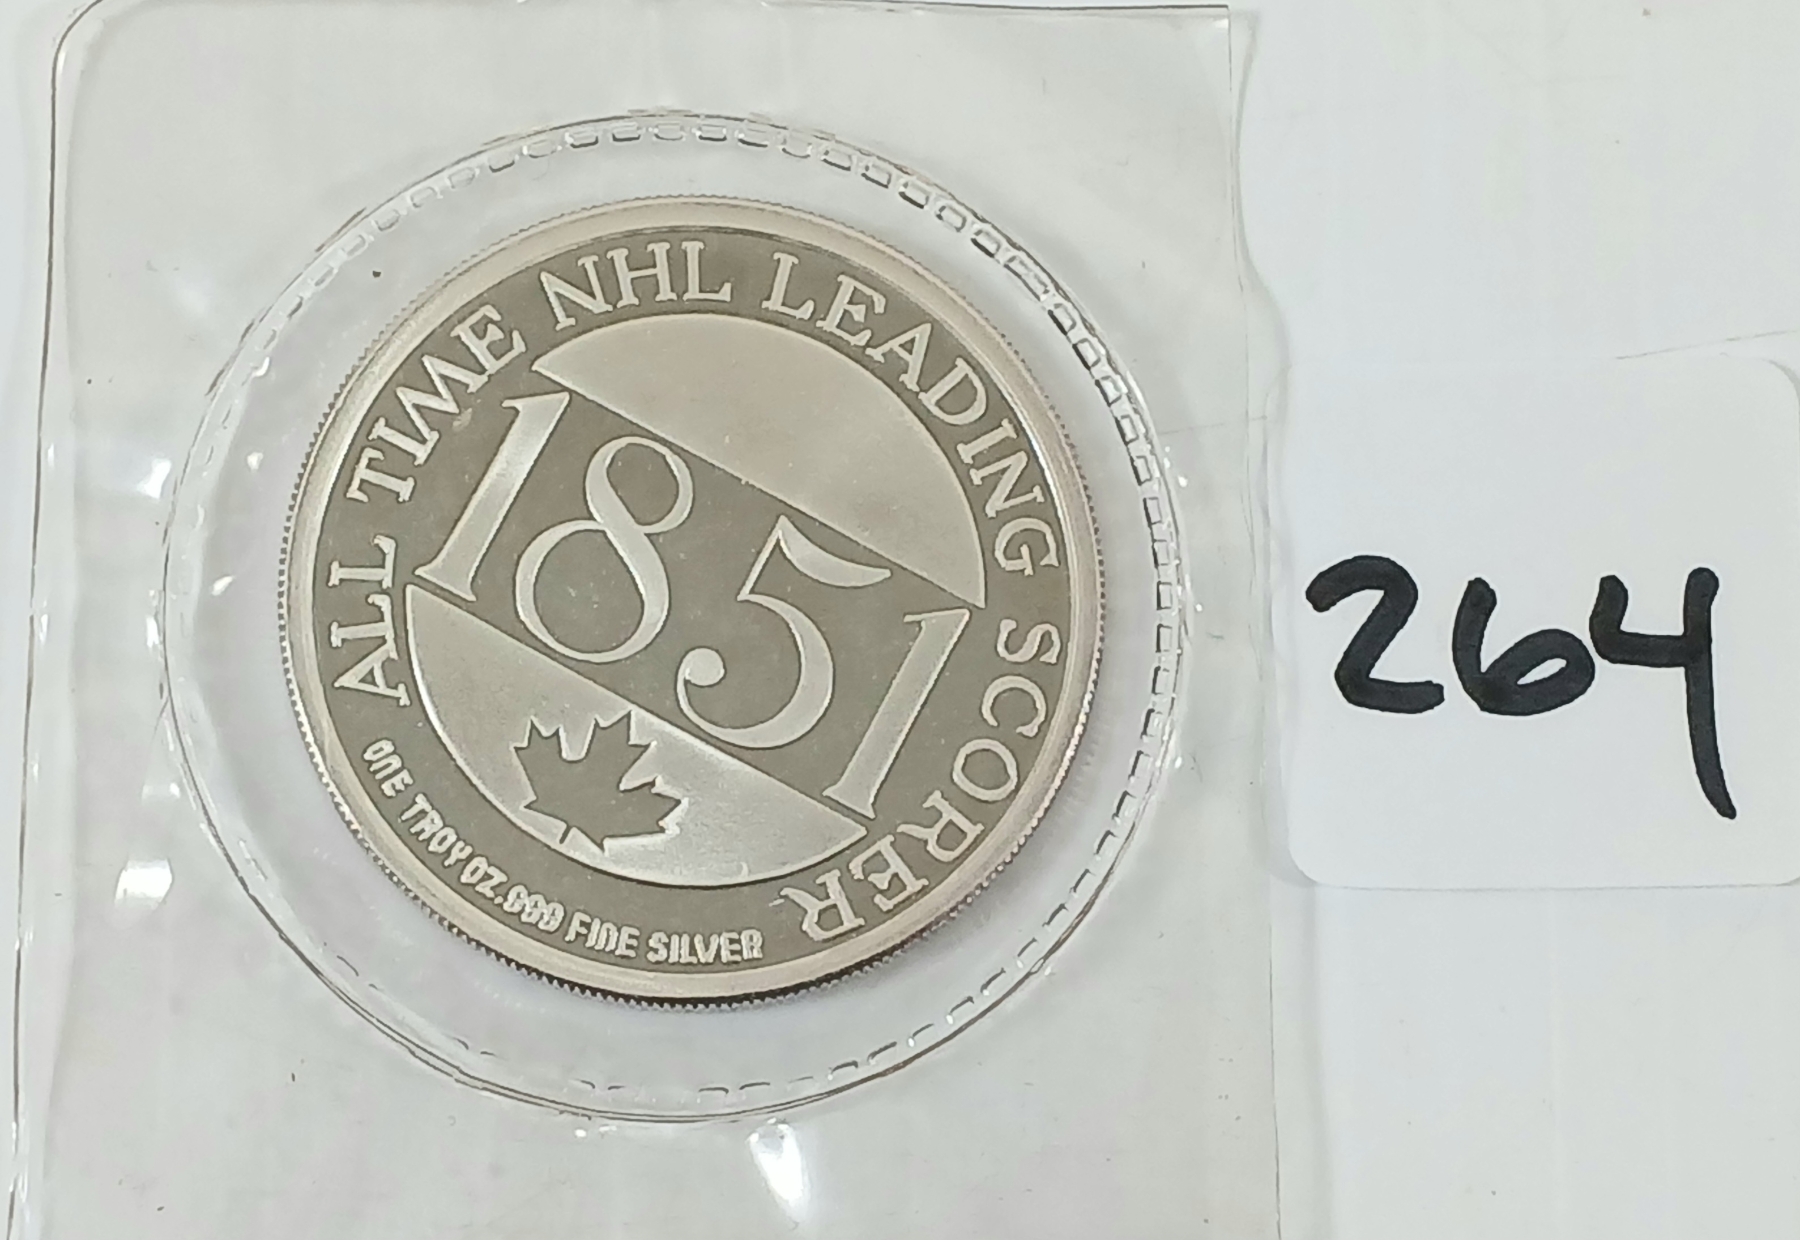 ALL TIME NHL LEADING SCORER
1851
ONE TROY OZ. .999 FINE SILVER
264